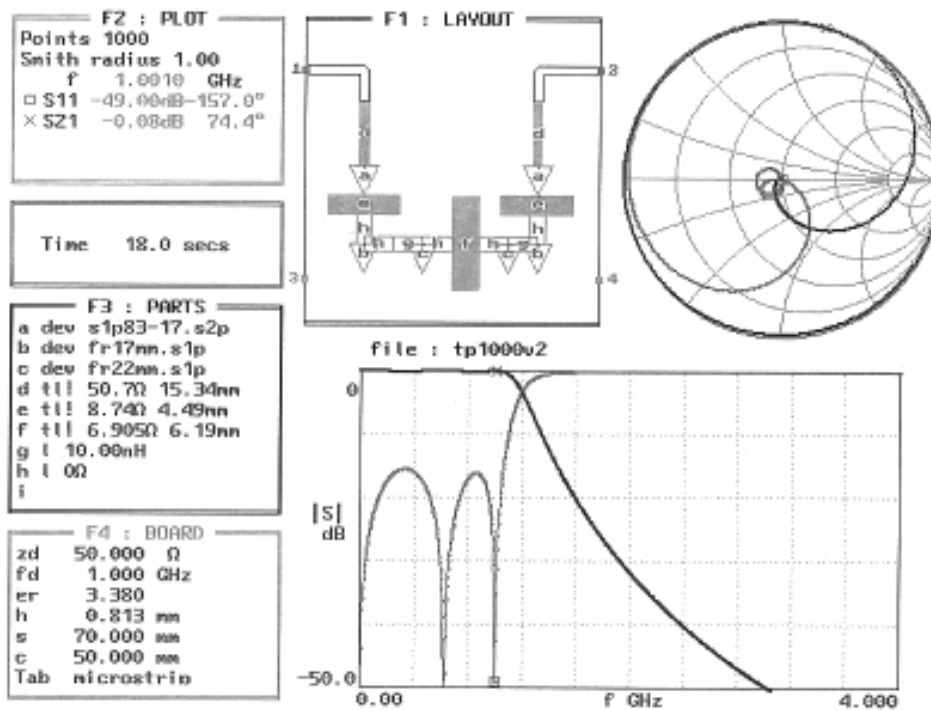 F2 : PLOT
Points 1000
Smith radius 1.00
f 1.0010 GHz
S11 -49.00dB-157.0°
× S21 -0.08dB 74.4°
Time 18.0 secs
F3 : PARTS
a dev s1p83-17.s2p
b dev fr17mm.s1p
c dev fr22mm.s1p
d tl! 50.7Ω 15.34mm
e tl! 8.74Ω 4.49mm
f tl! 6.905Ω 6.19mm
g l 10.00nH
h l 0Ω
i
F4 : BOARD
zd 50.000 Ω
fd 1.000 GHz
er 3.380
h 0.813 mm
s 70.000 mm
c 50.000 mm
Tab microstrip
F1 : LAYOUT
1
d
a a
e
h h
h g h f h g
b c c b
3 4
file : tp1000v2
0
|S|
dB
-50.0
0.00 f GHz 4.000